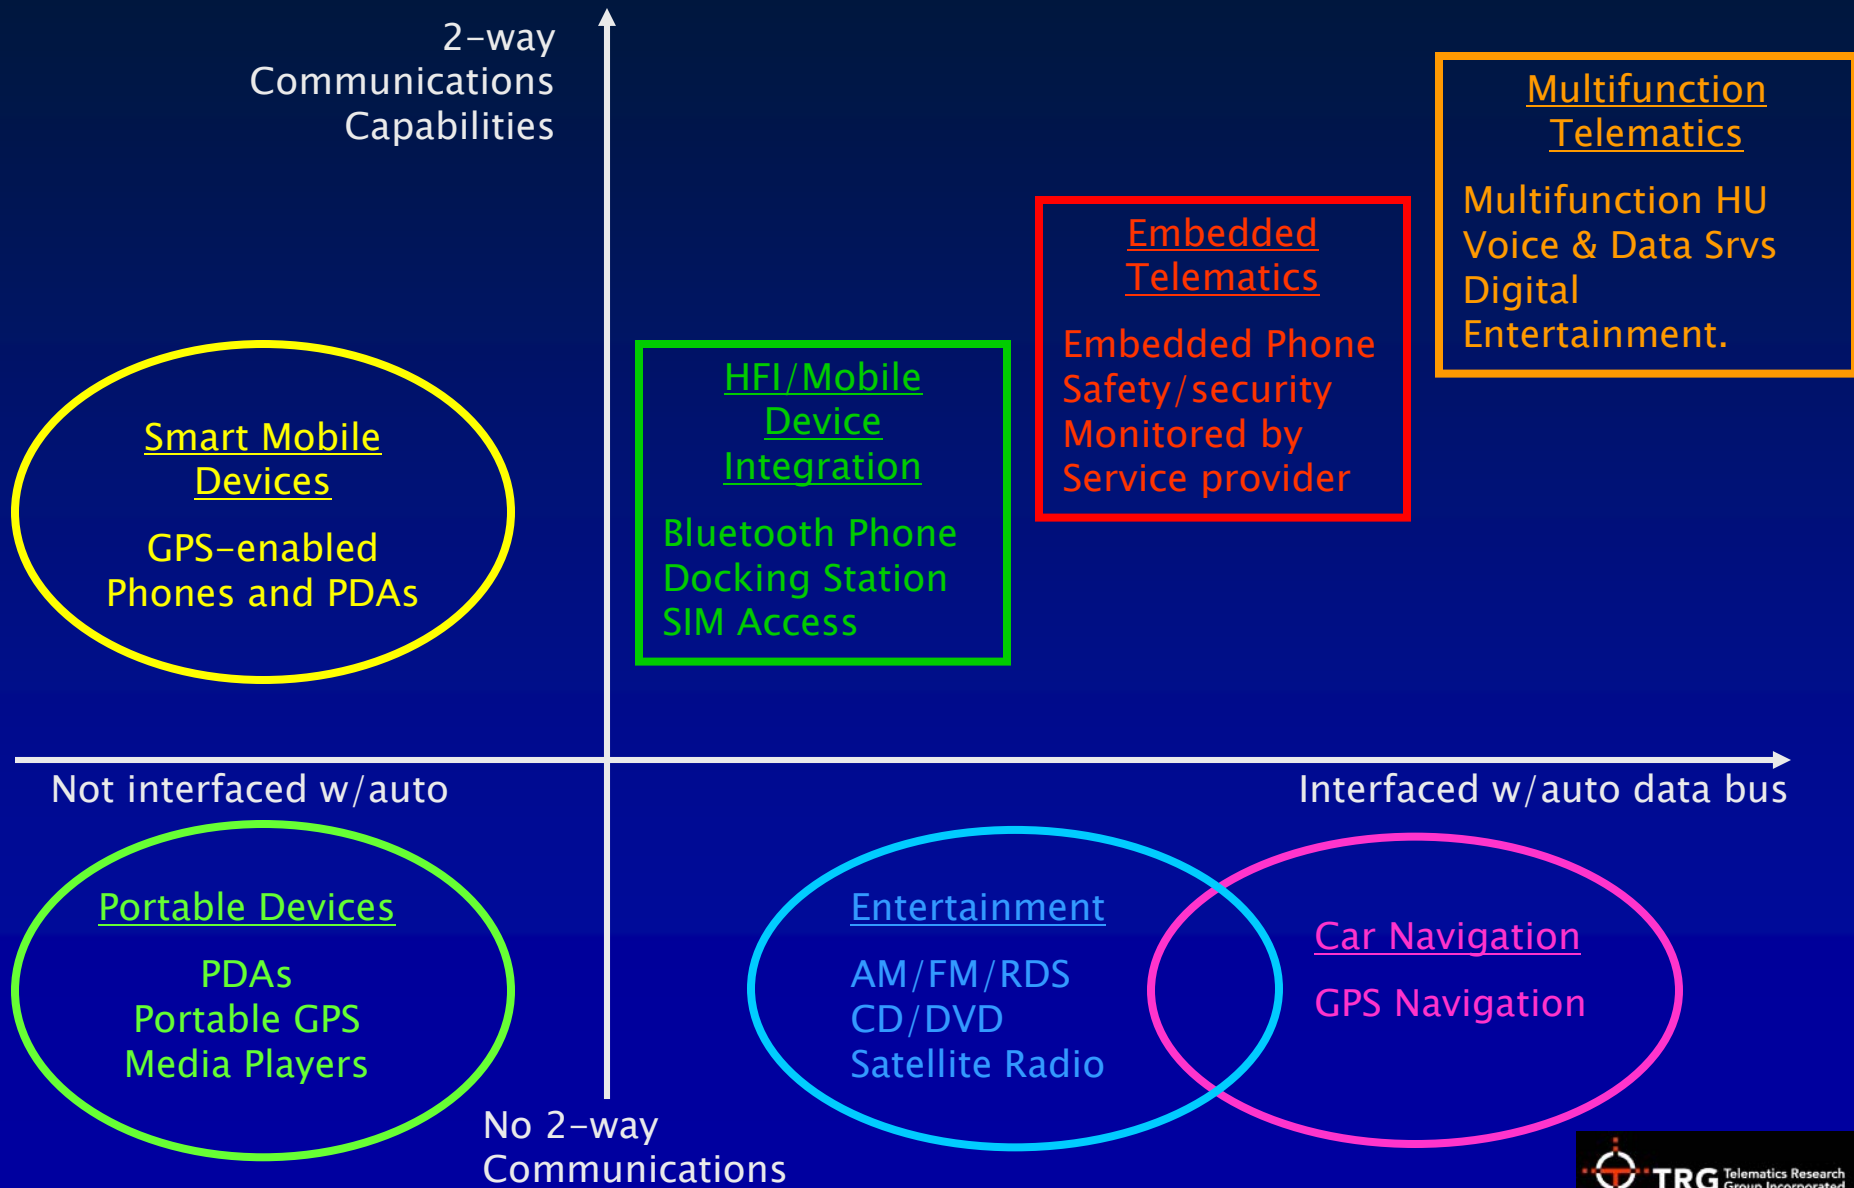 2-way
Communications
Capabilities
Multifunction
Telematics
Multifunction HU
Voice & Data Srvs
Digital
Entertainment.
Embedded
Telematics
Embedded Phone
Safety/security
Monitored by
Service provider
HFI/Mobile
Device
Integration
Bluetooth Phone
Docking Station
SIM Access
Smart Mobile
Devices
GPS-enabled
Phones and PDAs
Not interfaced w/auto
Interfaced w/auto data bus
Portable Devices
PDAs
Portable GPS
Media Players
Entertainment
AM/FM/RDS
CD/DVD
Satellite Radio
Car Navigation
GPS Navigation
No 2-way
Communications
TRG
Telematics Research
Group Incorporated